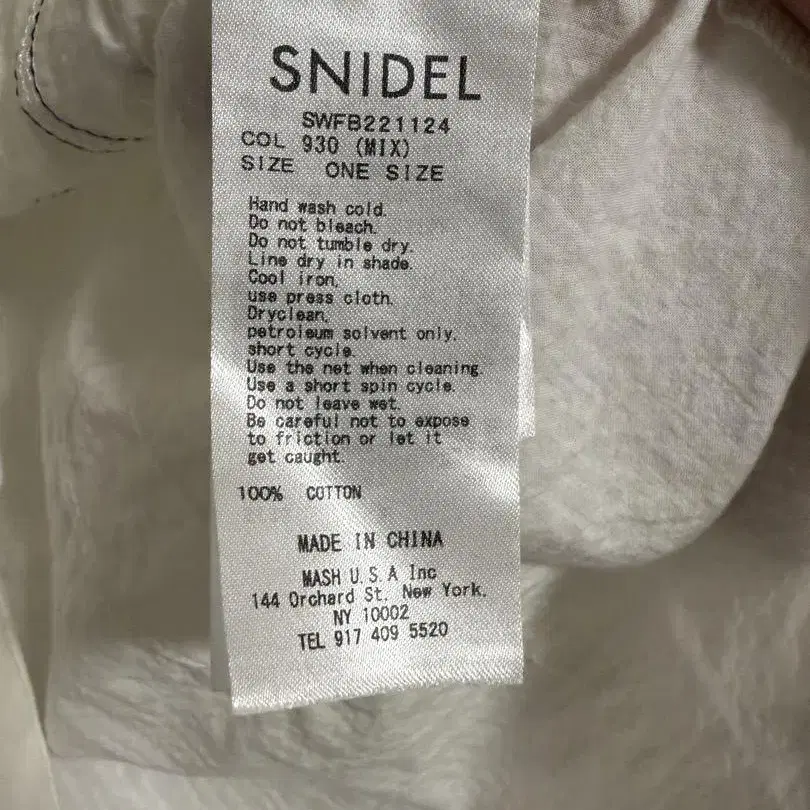 SNIDEL
SWFB221124
COL 930 (MIX)
SIZE ONE SIZE
Hand wash cold.
Do not bleach.
Do not tumble dry.
Line dry in shade.
Cool iron,
use press cloth.
Dryclean,
petroleum solvent only.
short cycle.
Use the net when cleaning.
Use a short spin cycle.
Do not leave wet.
Be careful not to expose
to friction or let it
get caught.
100% COTTON
MADE IN CHINA
MASH U.S.A Inc
144 Orchard St. New York,
NY 10002
TEL 917 409 5520